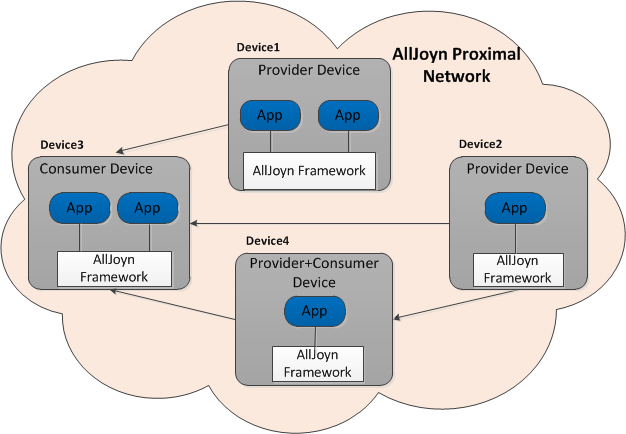 AllJoyn Proximal
Network
Device1
Provider Device
App
App
AllJoyn Framework
Device3
Consumer Device
App
App
AllJoyn
Framework
Device2
Provider Device
App
AllJoyn
Framework
Device4
Provider+Consumer
Device
App
AllJoyn
Framework